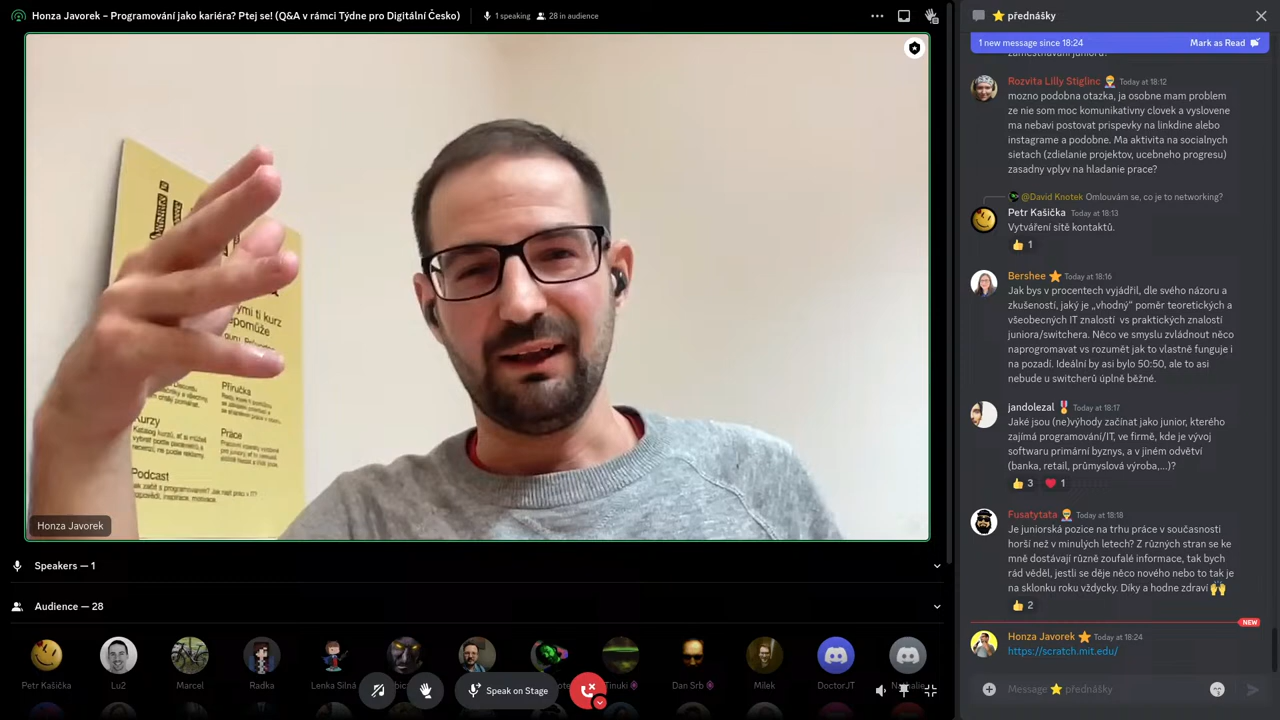 Honza Javorek – Programování jako kariéra? Ptej se! (Q&A v rámci Týdne pro Digitální Česko)
1 speaking
28 in audience
ymi ti kurz
epomůže
Příručka
Kurzy
Práce
Podcast
Honza Javorek
Speakers — 1
Audience — 28
Petr Kašička
Lu2
Marcel
Radka
Lenka Silná
Tinuki
Dan Srb
Milek
DoctorJT
Speak on Stage
přednášky
1 new message since 18:24
Mark as Read
Rozvita Lilly Stiglinc Today at 18:12
mozno podobna otazka, ja osobne mam problem
ze nie som moc komunikativny clovek a vyslovene
ma nebavi postovat prispevky na linkdine alebo
instagrame a podobne. Ma aktivita na socialnych
sietach (zdielanie projektov, ucebneho progresu)
zasadny vplyv na hladanie prace?
@David Knotek Omlouvám se, co je to networking?
Petr Kašička Today at 18:13
Vytváření sítě kontaktů.
1
Bershee Today at 18:16
Jak bys v procentech vyjádřil, dle svého názoru a
zkušeností, jaký je „vhodný" poměr teoretických a
všeobecných IT znalostí vs praktických znalostí
juniora/switchera. Něco ve smyslu zvládnout něco
naprogramovat vs rozumět jak to vlastně funguje i
na pozadí. Ideální by asi bylo 50:50, ale to asi
nebude u switcherů úplně běžné.
jandolezal Today at 18:17
Jaké jsou (ne)výhody začínat jako junior, kterého
zajímá programování/IT, ve firmě, kde je vývoj
softwaru primární byznys, a v jiném odvětví
(banka, retail, průmyslová výroba,...)?
3
1
Fusatytata Today at 18:18
Je juniorská pozice na trhu práce v současnosti
horší než v minulých letech? Z různých stran se ke
mně dostávají různě zoufalé informace, tak bych
rád věděl, jestli se děje něco nového nebo to tak je
na sklonku roku vždycky. Díky a hodne zdraví
2
NEW
Honza Javorek Today at 18:24
https://scratch.mit.edu/
Message přednášky